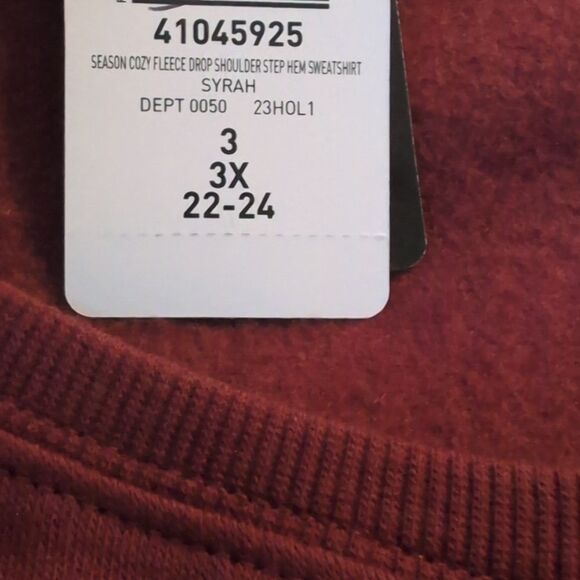 41045925
SEASON COZY FLEECE DROP SHOULDER STEP HEM SWEATSHIRT
SYRAH
DEPT 0050 23HOL1
3
3X
22-24